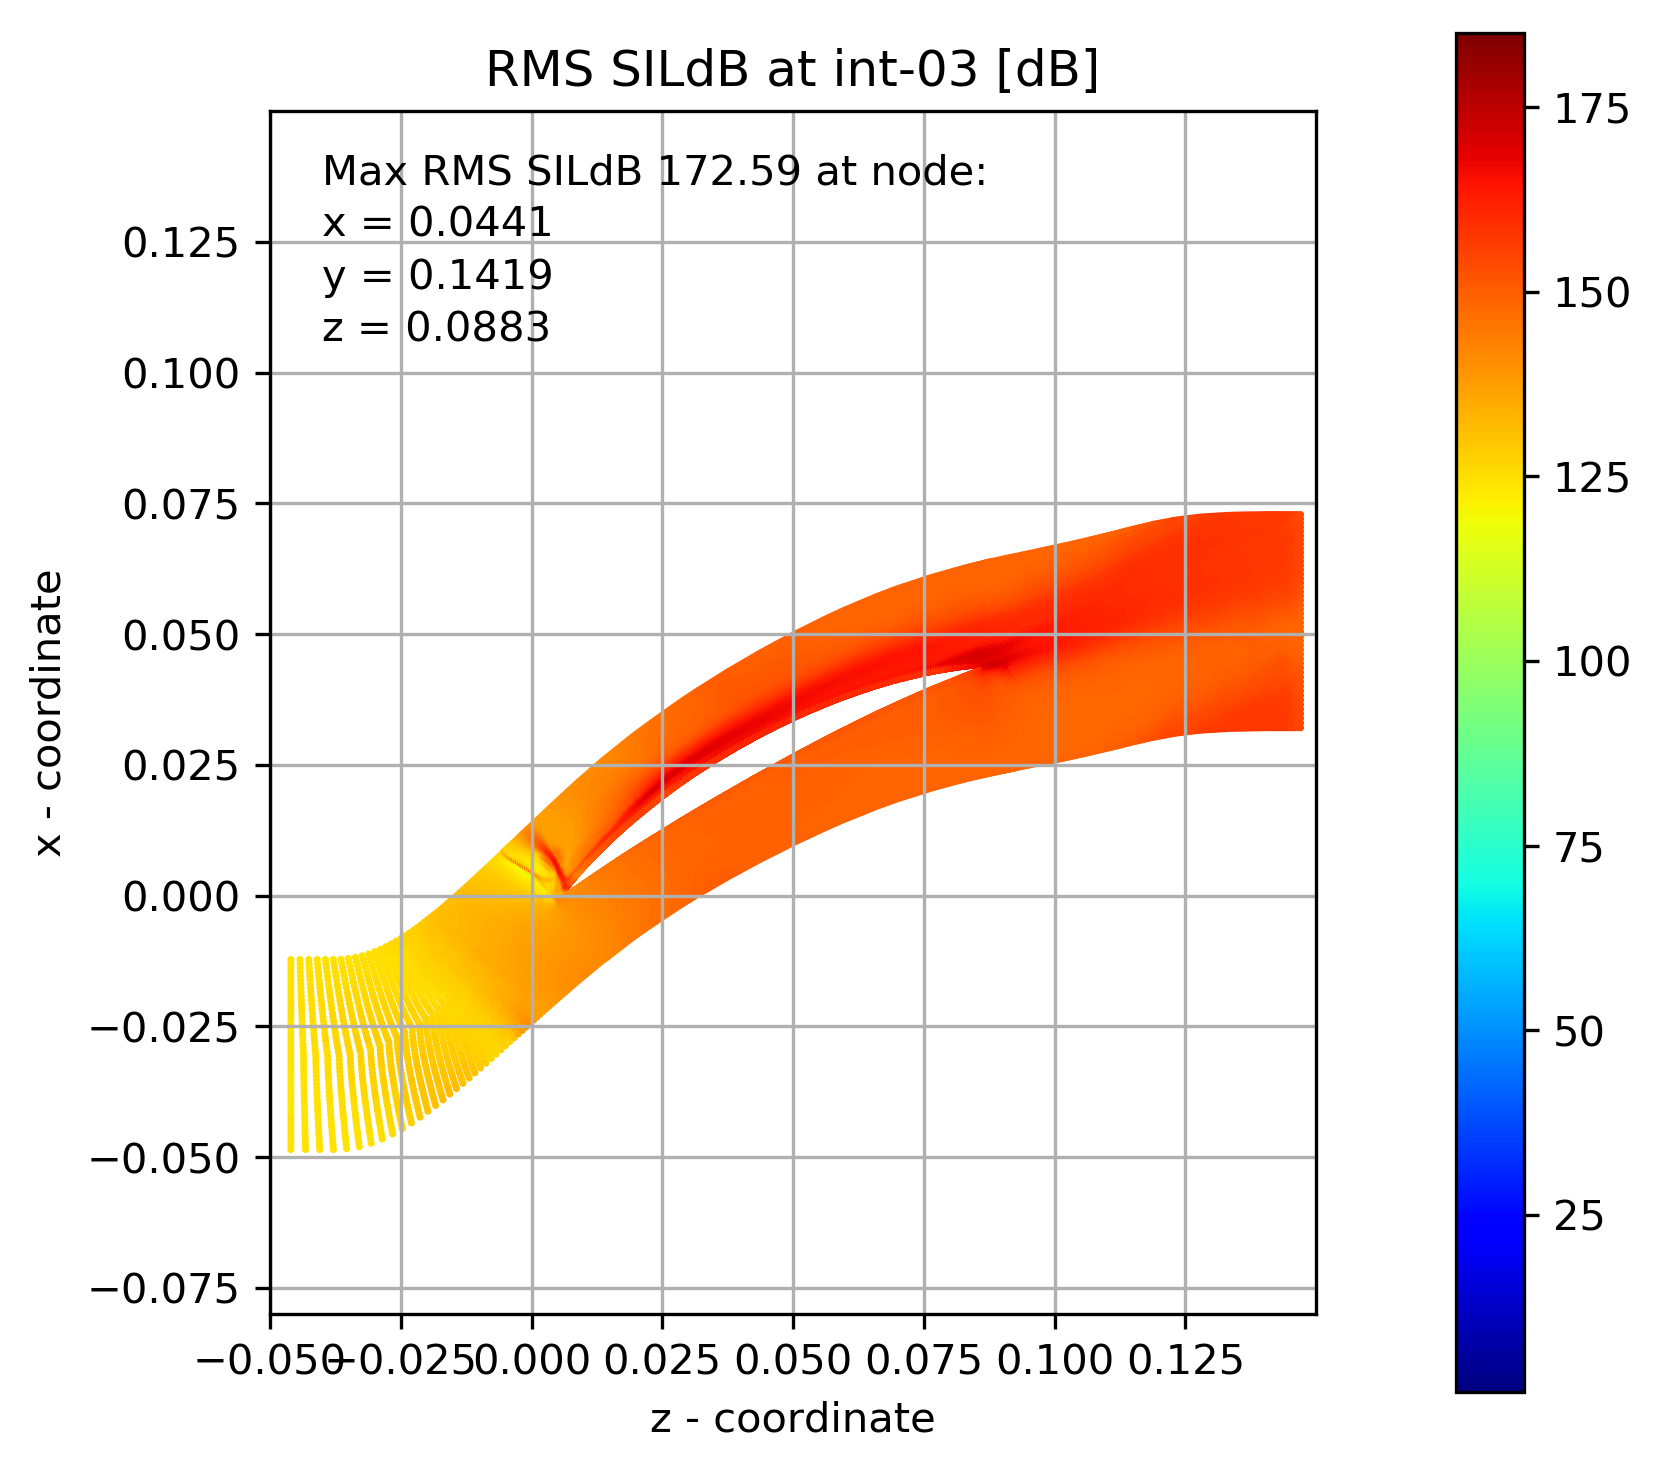 RMS SILdB at int-03 [dB]
Max RMS SILdB 172.59 at node:
x = 0.0441
y = 0.1419
z = 0.0883
0.125
0.100
0.075
0.050
0.025
0.000
−0.025
−0.050
−0.075
x - coordinate
−0.050 −0.025 0.000 0.025 0.050 0.075 0.100 0.125
z - coordinate
175
150
125
100
75
50
25